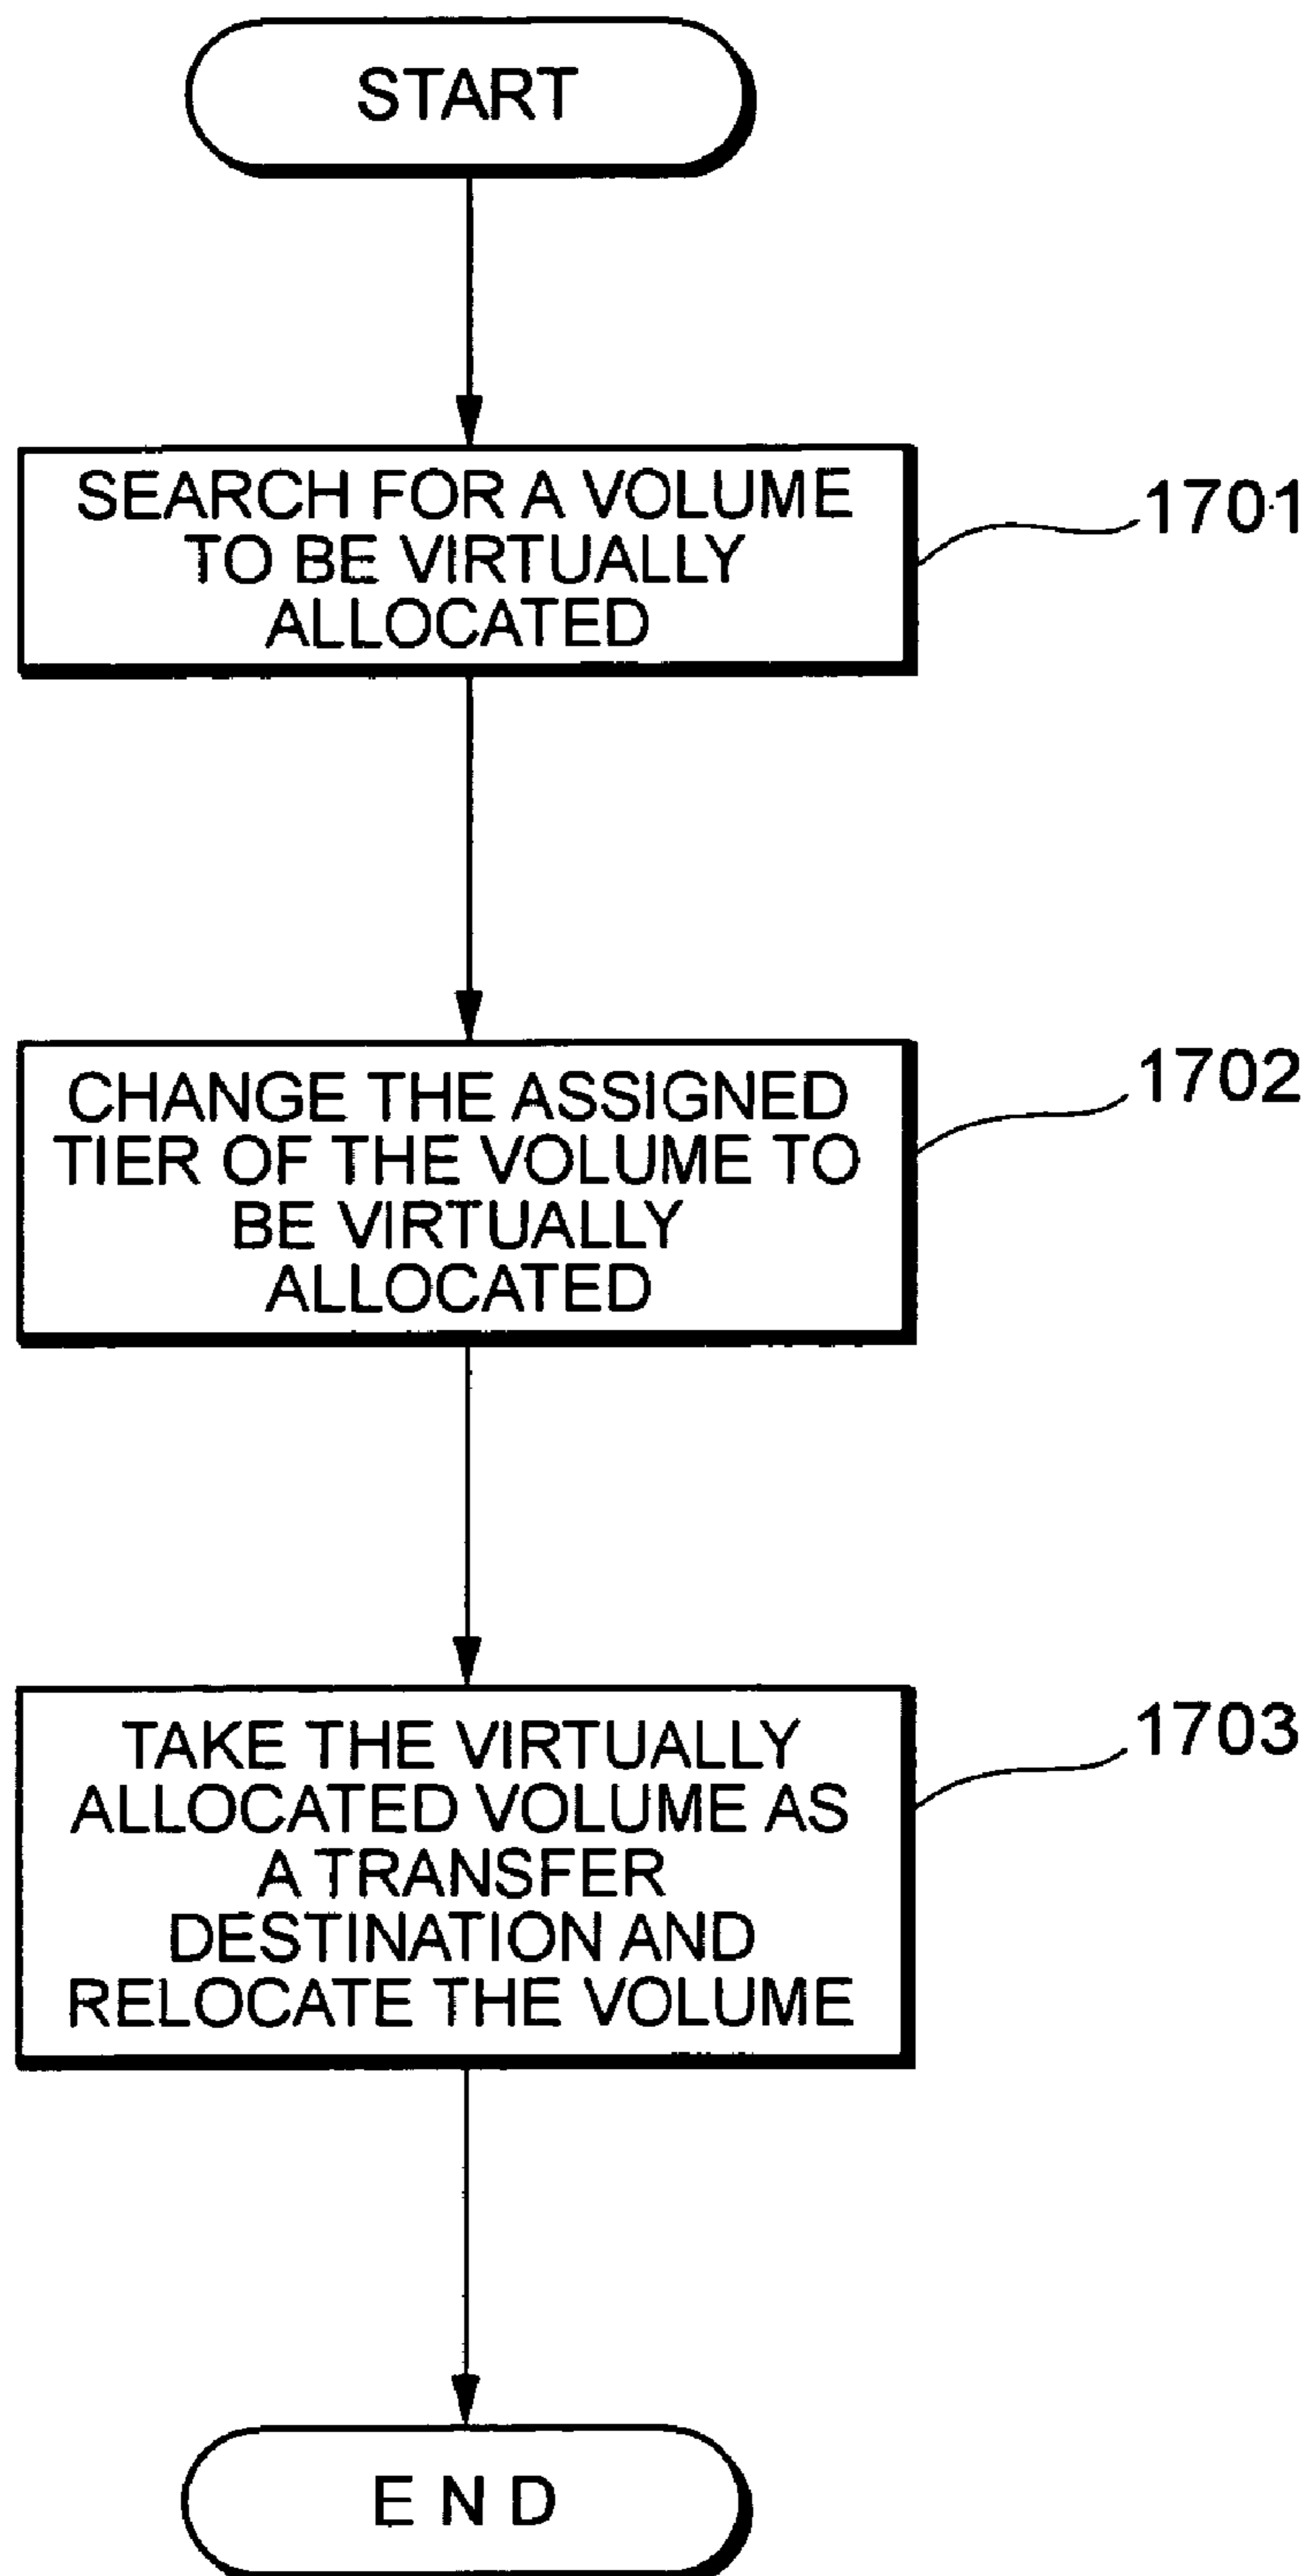 START
SEARCH FOR A VOLUME
TO BE VIRTUALLY
ALLOCATED
1701
CHANGE THE ASSIGNED
TIER OF THE VOLUME TO
BE VIRTUALLY
ALLOCATED
1702
TAKE THE VIRTUALLY
ALLOCATED VOLUME AS
A TRANSFER
DESTINATION AND
RELOCATE THE VOLUME
1703
END